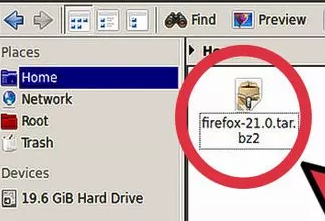 Find Preview
Places
Home
Network
Root
Trash
Devices
19.6 GiB Hard Drive
firefox-21.0.tar.
bz2